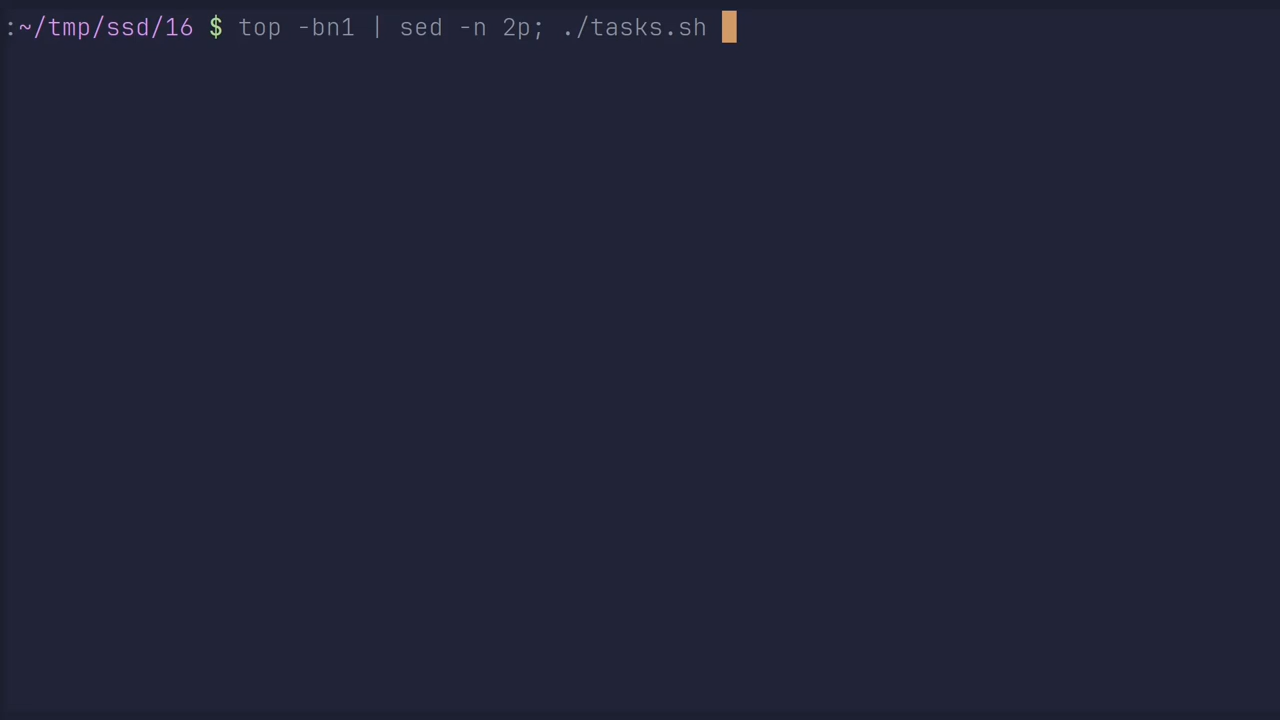 :~/tmp/ssd/16 $ top -bn1 | sed -n 2p; ./tasks.sh